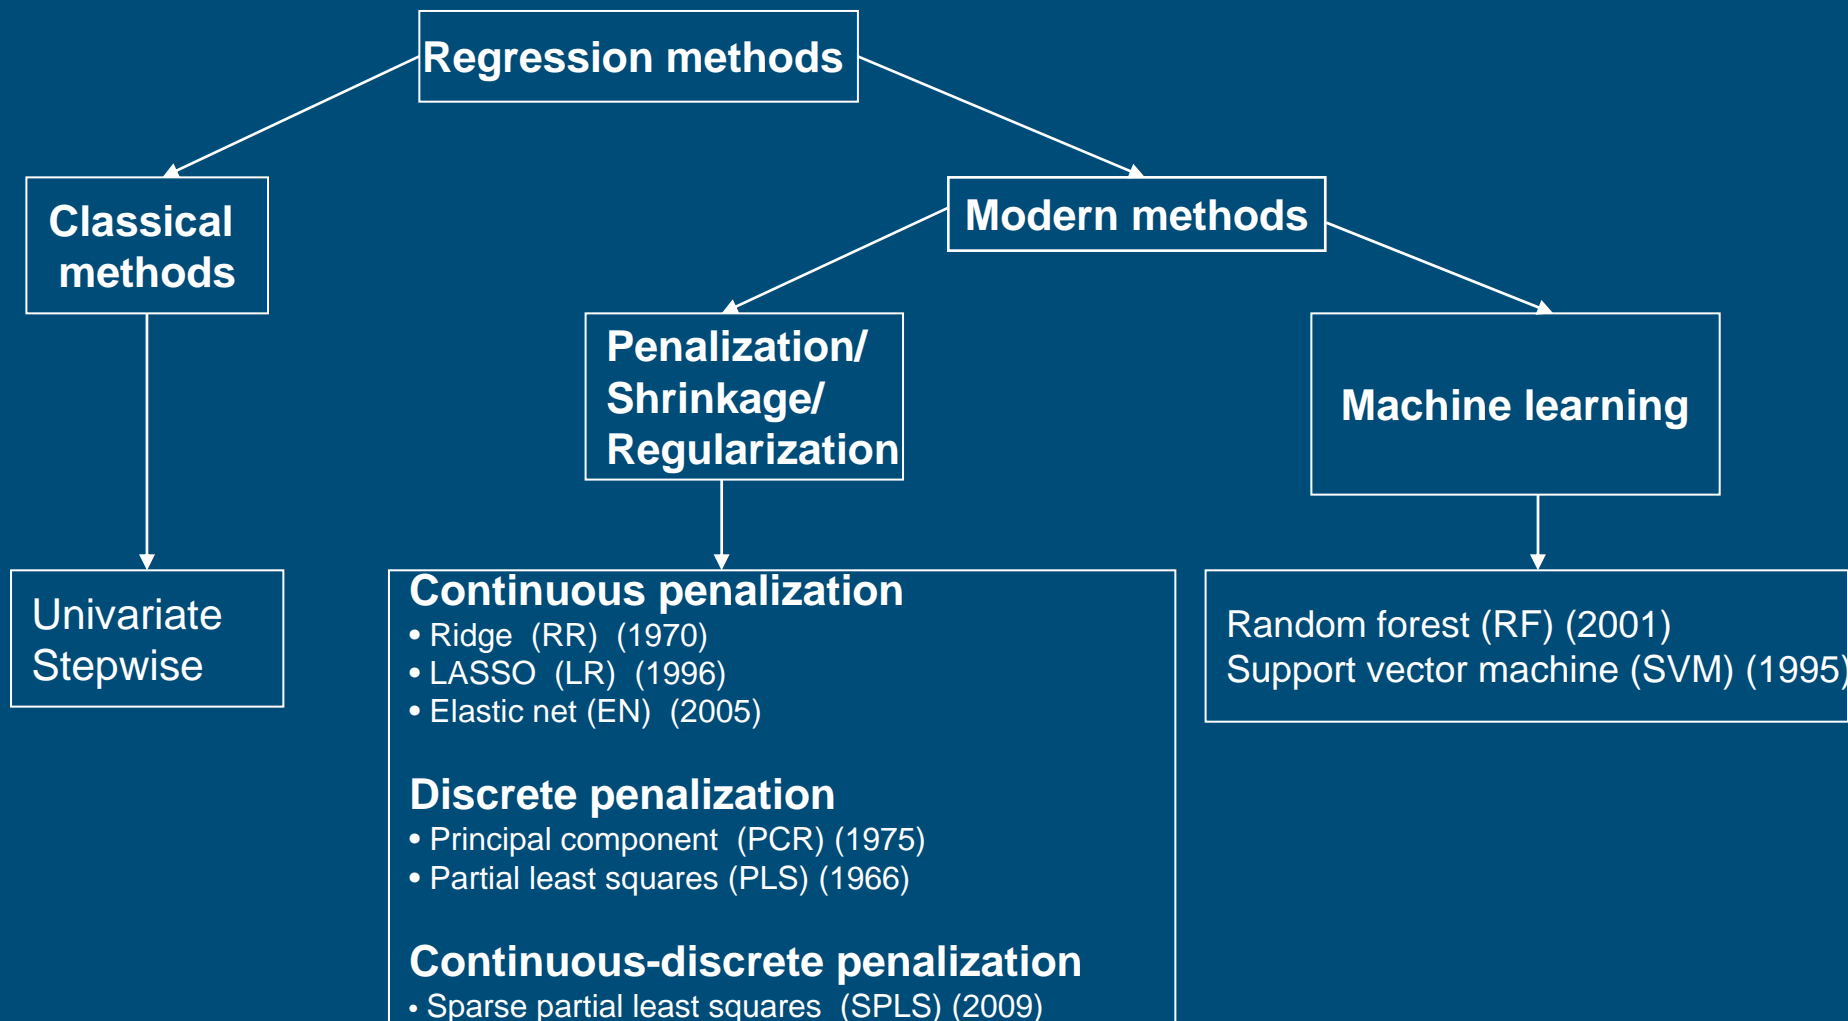 Regression methods
Classical
methods
Modern methods
Penalization/
Shrinkage/
Regularization
Machine learning
Univariate
Stepwise
Continuous penalization
• Ridge (RR) (1970)
• LASSO (LR) (1996)
• Elastic net (EN) (2005)
Discrete penalization
• Principal component (PCR) (1975)
• Partial least squares (PLS) (1966)
Continuous-discrete penalization
• Sparse partial least squares (SPLS) (2009)
Random forest (RF) (2001)
Support vector machine (SVM) (1995)